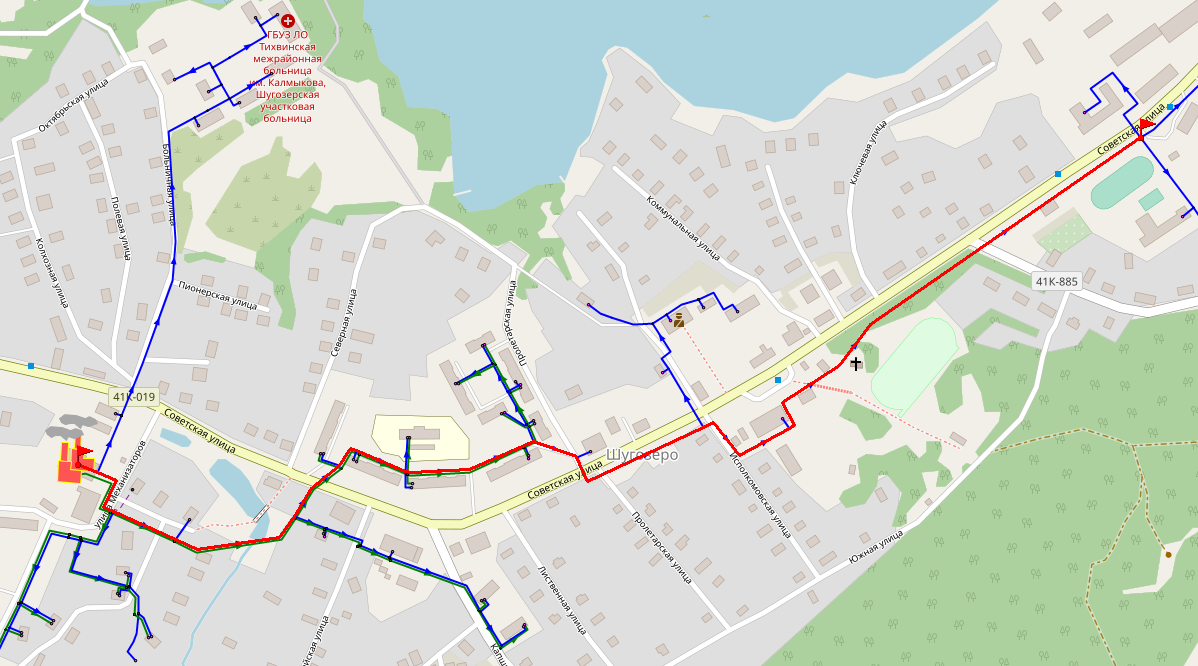 ГБУЗ ЛО
Тихвинская
межрайонная
больница
им. Калмыкова,
Шугозерская
участковая
больница
Октябрьская улица
Больничная улица
Полевая улица
Колхозная улица
Пионерская улица
Северная улица
Пролетарская улица
Коммунальная улица
Ключевая улица
Советская улица
41К-885
41К-019
Советская улица
улица Механизаторов
Шугозеро
Советская улица
Исполкомовская улица
Пролетарская улица
Южная улица
Лиственная улица